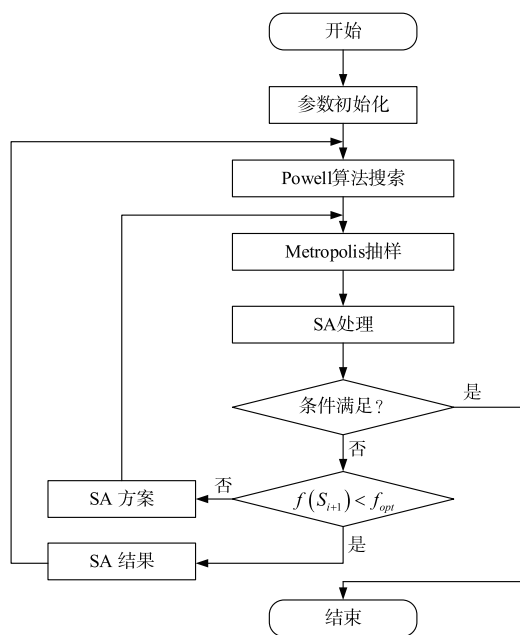 开始
参数初始化
Powell算法搜索
Metropolis抽样
SA处理
条件满足？
是
否
f(S_{i+1})<f_{opt}
否
SA 方案
是
SA 结果
结束